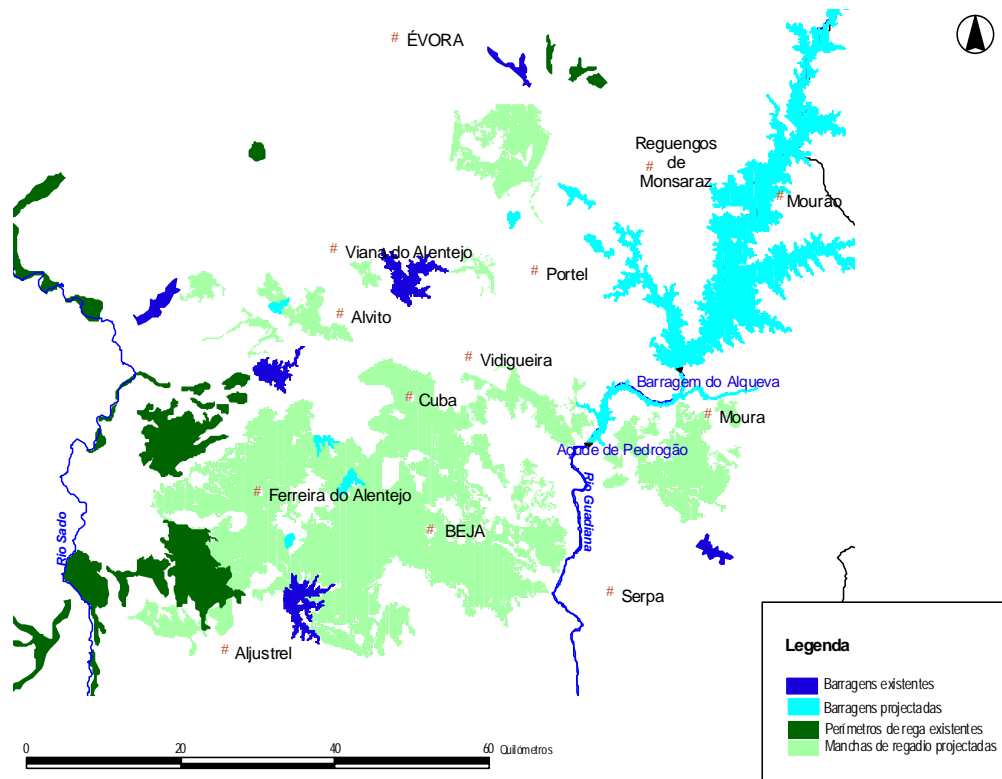 # ÉVORA
Reguengos
de
# Monsaraz
# Mourão
# Viana do Alentejo
# Portel
# Alvito
# Vidigueira
Barragem do Alqueva
# Cuba
# Moura
Açude de Pedrogão
Rio Guadiana
# Ferreira do Alentejo
# BEJA
Rio Sado
# Serpa
# Aljustrel
Legenda
Barragens existentes
Barragens projectadas
Perímetros de rega existentes
Manchas de regadio projectadas
0 20 40 60 Quilómetros